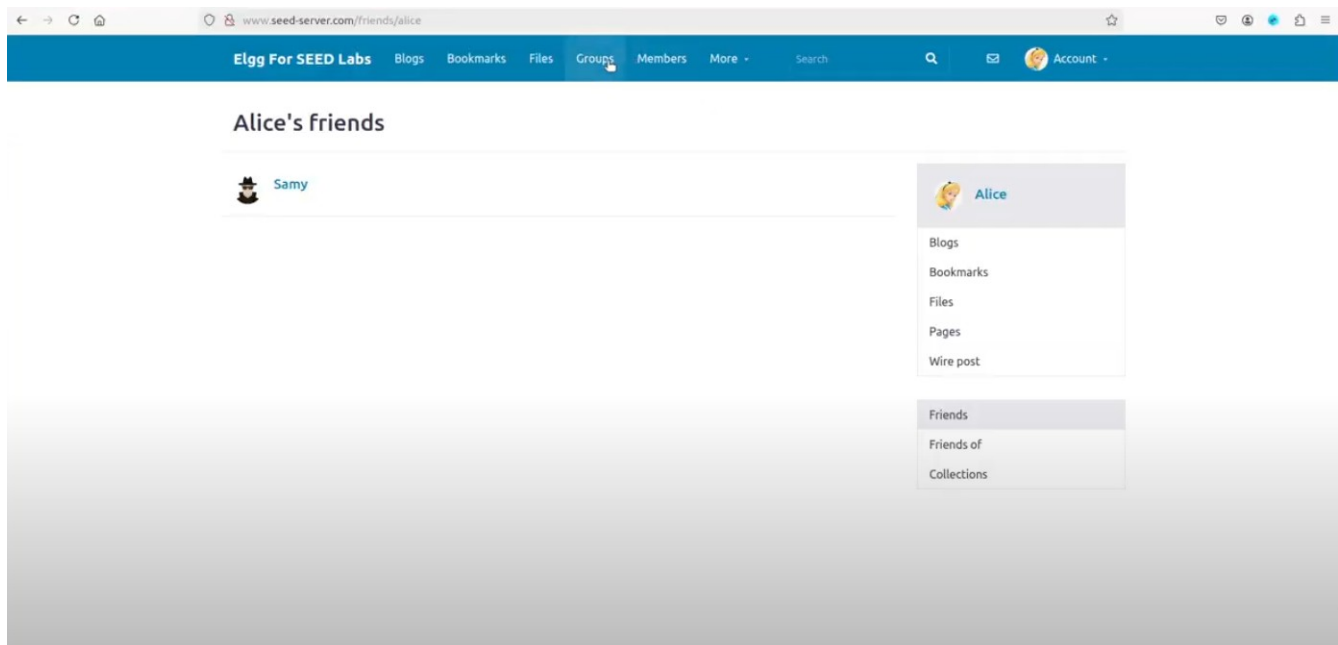 www.seed-server.com/friends/alice
Elgg For SEED Labs Blogs Bookmarks Files Groups Members More Search Account
Alice's friends
Samy
Alice
Blogs
Bookmarks
Files
Pages
Wire post
Friends
Friends of
Collections